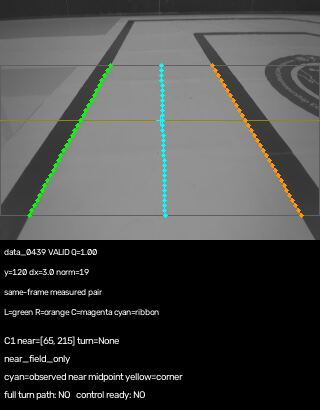 data_0439 VALID Q=1.00
y=120 dx=3.0 norm=19
same-frame measured pair
L=green R=orange C=magenta cyan=ribbon
C1 near=[65, 215] turn=None
near_field_only
cyan=observed near midpoint yellow=corner
full turn path: NO control ready: NO